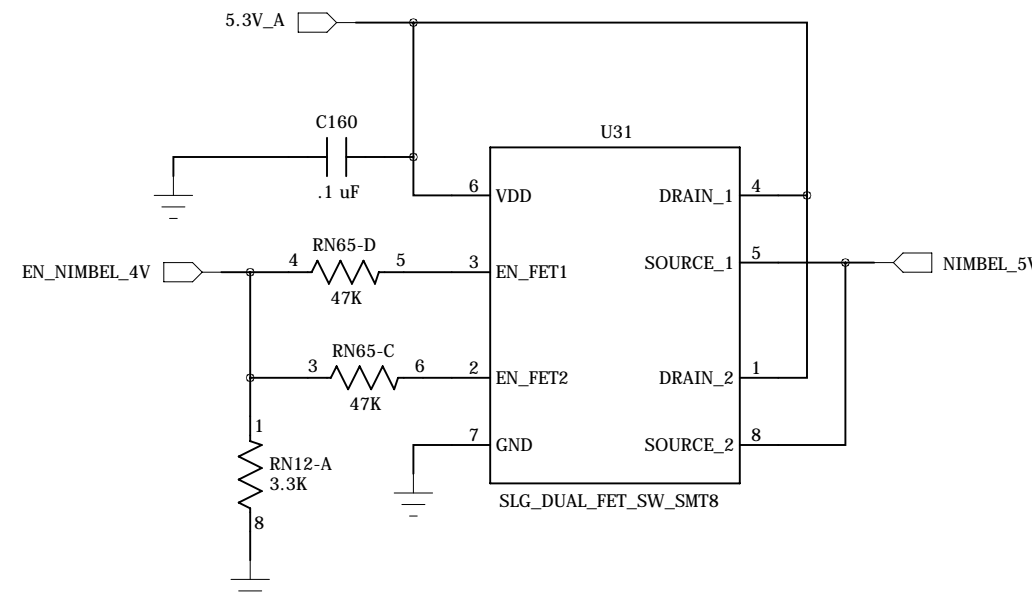 5.3V_A
C160
.1 uF
U31
6 VDD
DRAIN_1 4
RN65-D
EN_NIMBEL_4V
4 5 3 EN_FET1
47K
SOURCE_1 5
NIMBEL_5V
RN65-C
3 6 2 EN_FET2
47K
DRAIN_2 1
7 GND
SOURCE_2 8
1
RN12-A
3.3K
8
SLG_DUAL_FET_SW_SMT8